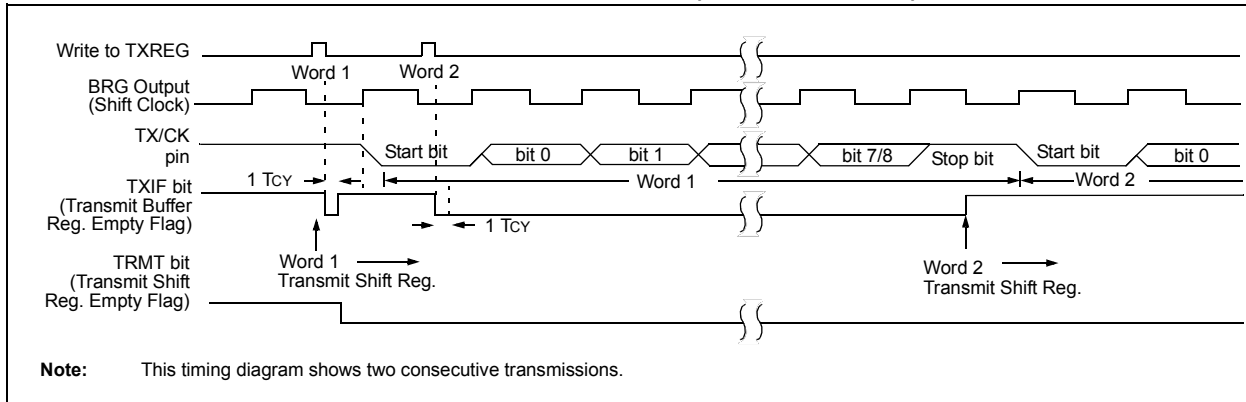 Write to TXREG
Word 1 Word 2
BRG Output
(Shift Clock)
TX/CK
pin
Start bit bit 0 bit 1 bit 7/8 Stop bit Start bit bit 0
1 TCY
Word 1 Word 2
TXIF bit
(Transmit Buffer
Reg. Empty Flag)
1 TCY
Word 1
Transmit Shift Reg.
Word 2
Transmit Shift Reg.
TRMT bit
(Transmit Shift
Reg. Empty Flag)
Note: This timing diagram shows two consecutive transmissions.